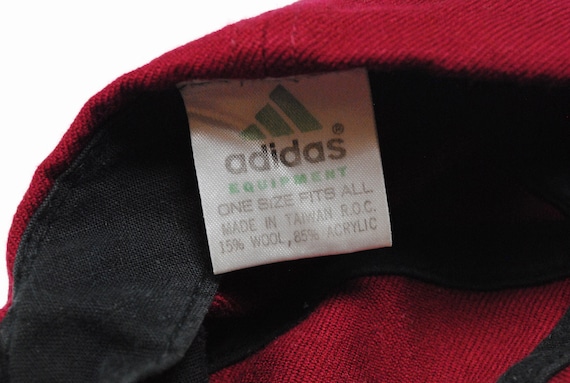 adidas®
EQUIPMENT
ONE SIZE FITS ALL
MADE IN TAIWAN R.O.C.
15% WOOL, 85% ACRYLIC